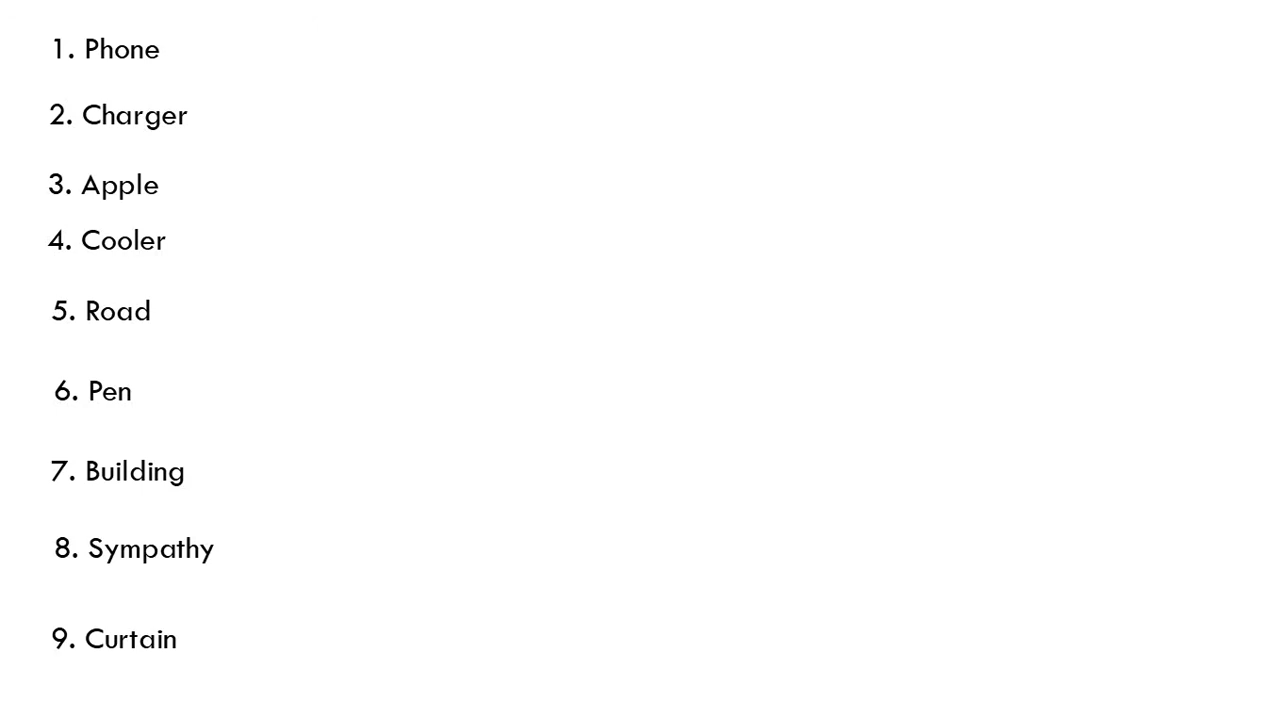 1. Phone
2. Charger
3. Apple
4. Cooler
5. Road
6. Pen
7. Building
8. Sympathy
9. Curtain